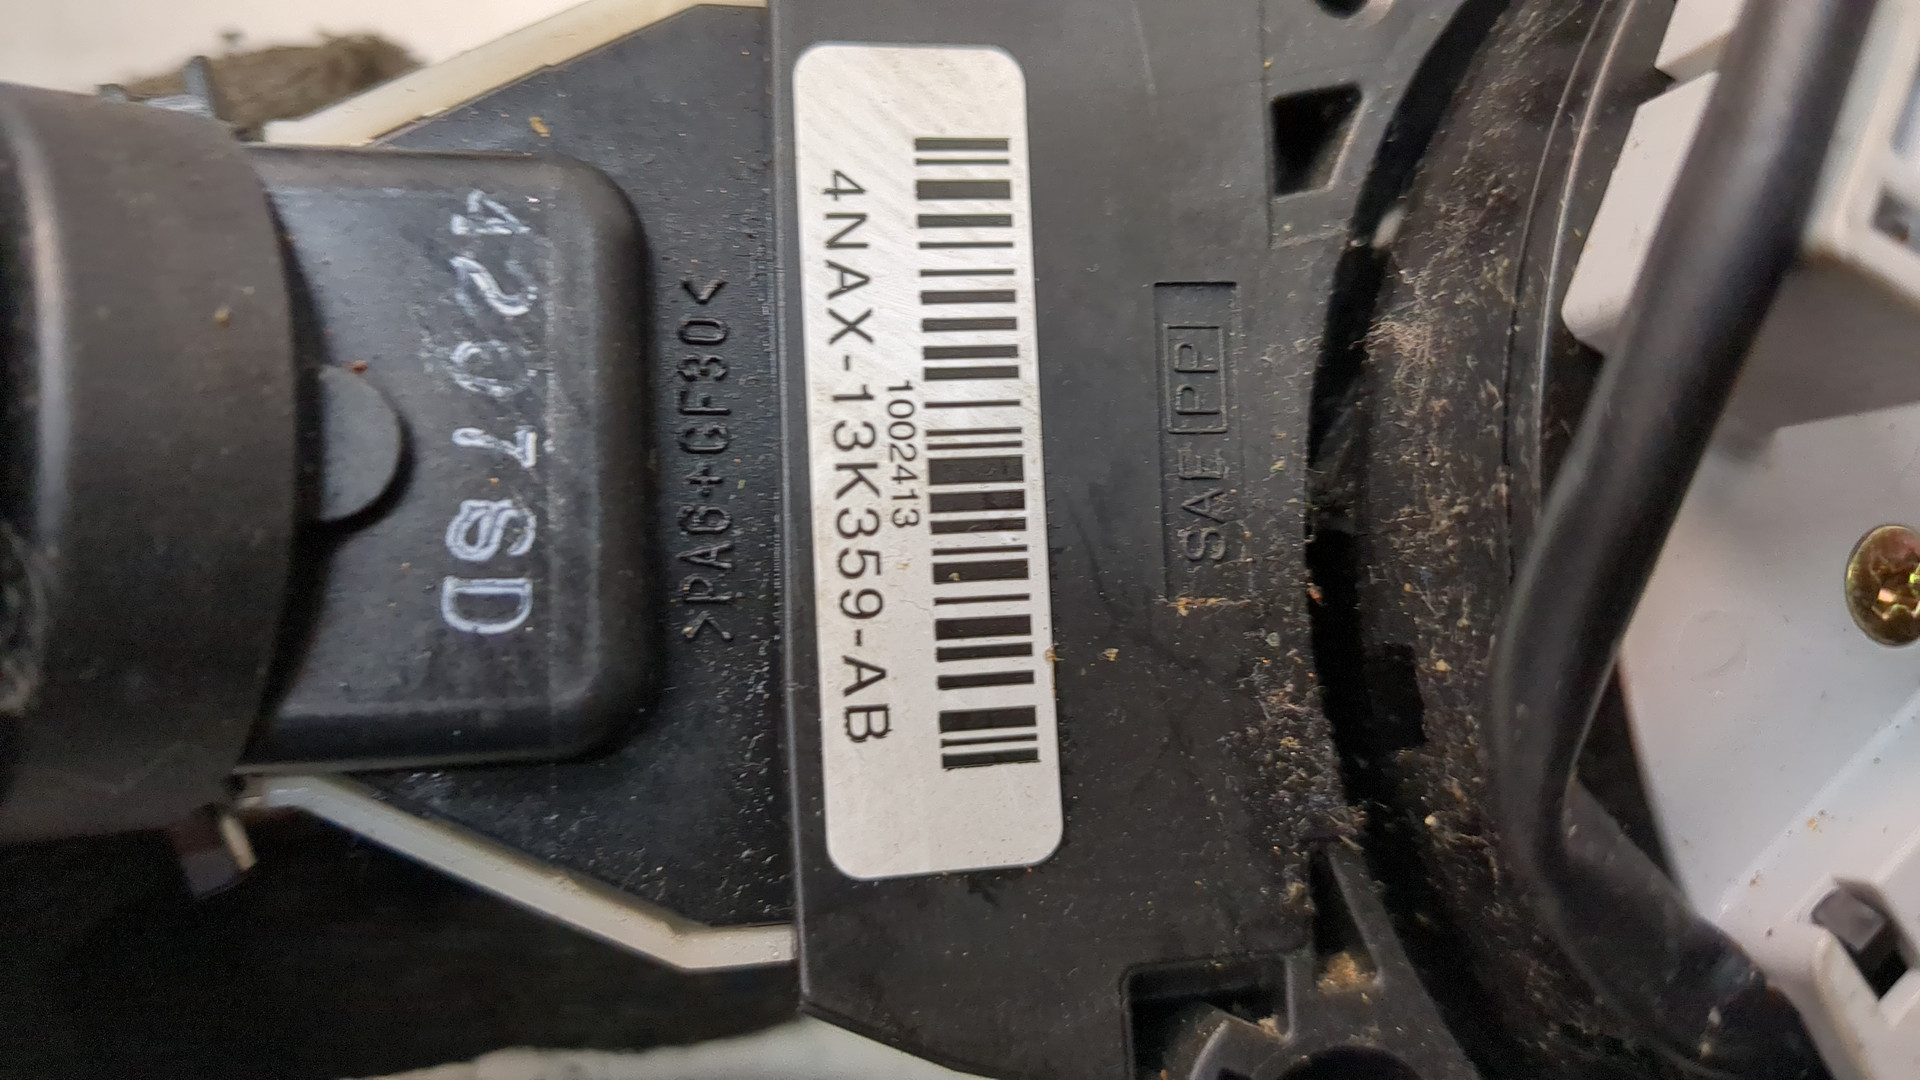 4207SD
>PA6+GF30<
4NAX-13K359-AB
1002413
SAE PP